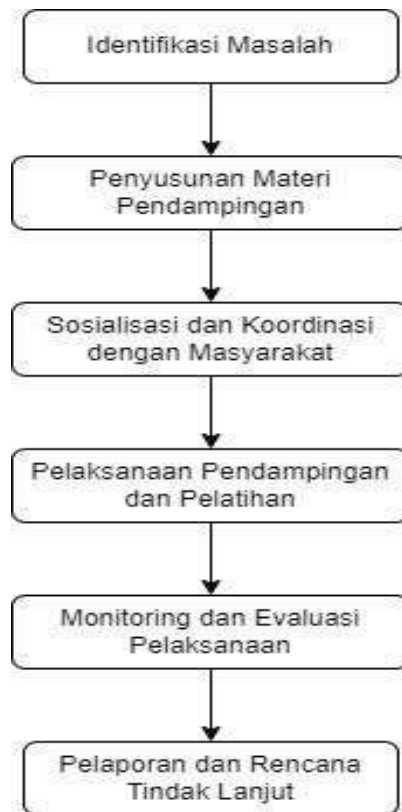 Identifikasi Masalah
Penyusunan Materi
Pendampingan
Sosialisasi dan Koordinasi
dengan Masyarakat
Pelaksanaan Pendampingan
dan Pelatihan
Monitoring dan Evaluasi
Pelaksanaan
Pelaporan dan Rencana
Tindak Lanjut